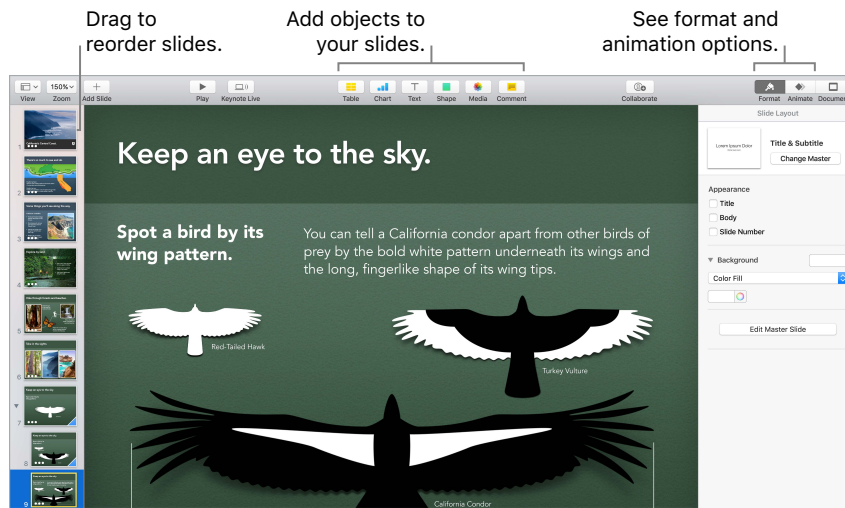 Drag to
reorder slides.
Add objects to
your slides.
See format and
animation options.
150%
View
Zoom
Add Slide
Play
Keynote Live
Table
Chart
Text
Shape
Media
Comment
Collaborate
Format
Animate
Documen
Slide Layout
Lorem Ipsum Dolor
Title & Subtitle
Change Master
Appearance
Title
Body
Slide Number
Background
Color Fill
Edit Master Slide
1
2
3
4
5
6
7
8
9
Keep an eye to the sky.
Spot a bird by its
wing pattern.
You can tell a California condor apart from other birds of
prey by the bold white pattern underneath its wings and
the long, fingerlike shape of its wing tips.
Red-Tailed Hawk
Turkey Vulture
California Condor